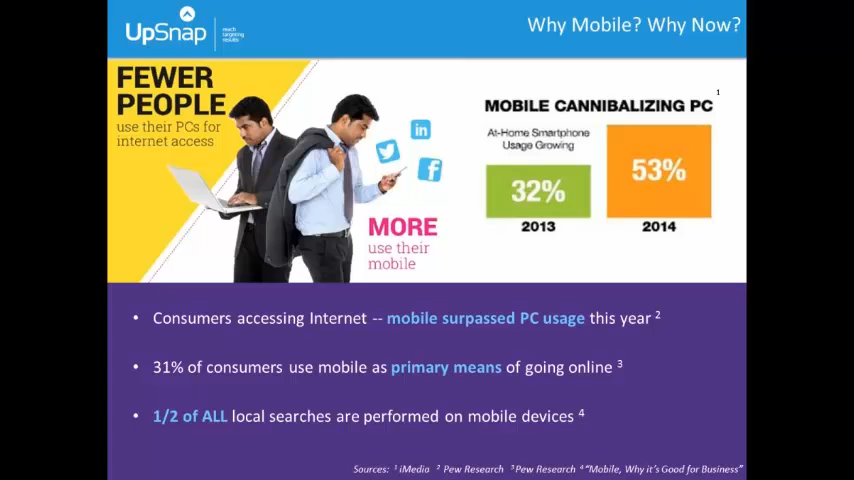 UpSnap
reach
targeting
results
Why Mobile? Why Now?
FEWER
PEOPLE
use their PCs for
internet access
in
f
MORE
use their
mobile
MOBILE CANNIBALIZING PC 1
At-Home Smartphone
Usage Growing
32%
53%
2013
2014
• Consumers accessing Internet -- mobile surpassed PC usage this year 2
• 31% of consumers use mobile as primary means of going online 3
• 1/2 of ALL local searches are performed on mobile devices 4
Sources: 1 iMedia 2 Pew Research 3 Pew Research 4 "Mobile, Why it's Good for Business"